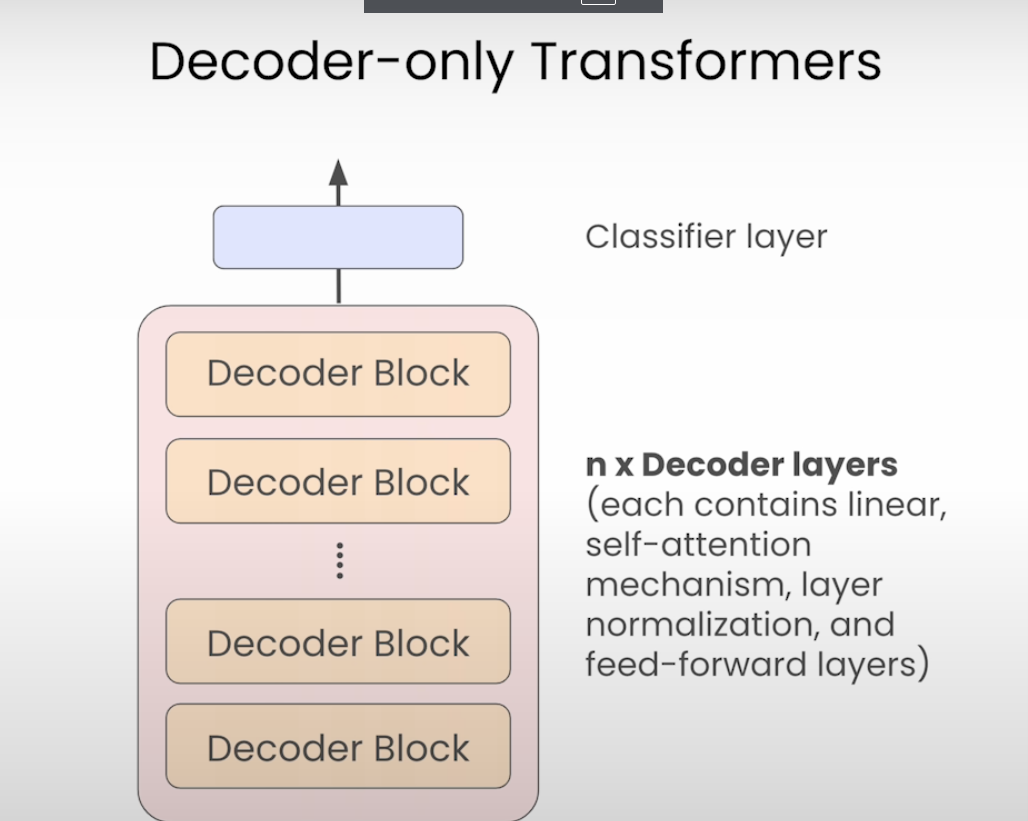 Decoder-only Transformers
Classifier layer
Decoder Block
Decoder Block
n x Decoder layers
(each contains linear,
self-attention
mechanism, layer
normalization, and
feed-forward layers)
Decoder Block
Decoder Block